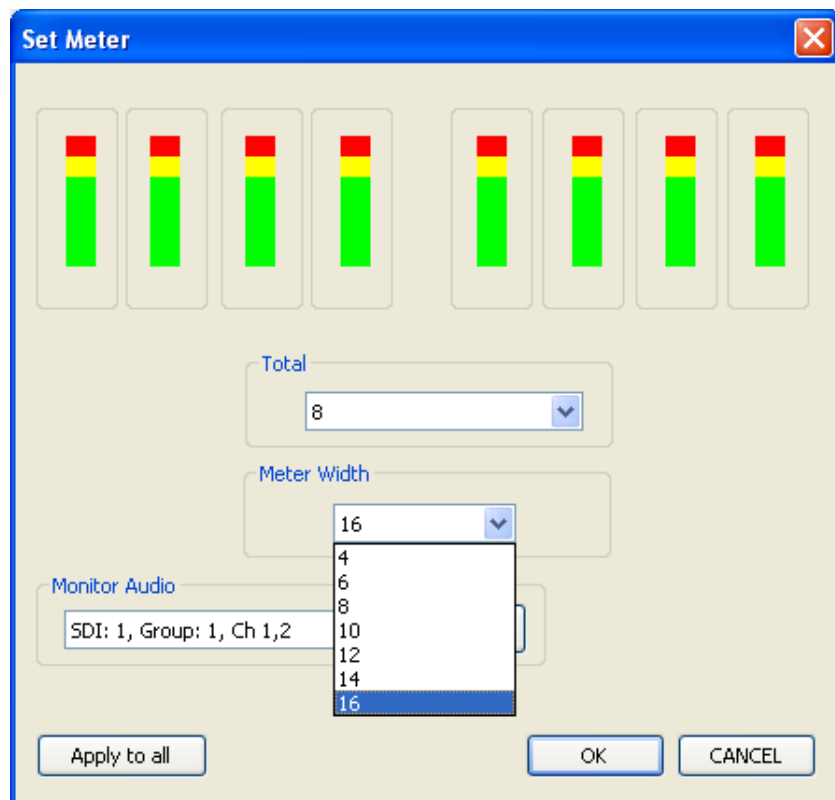 Set Meter
Total
8
Meter Width
16
4
6
8
10
12
14
16
Monitor Audio
SDI: 1, Group: 1, Ch 1,2
Apply to all
OK
CANCEL